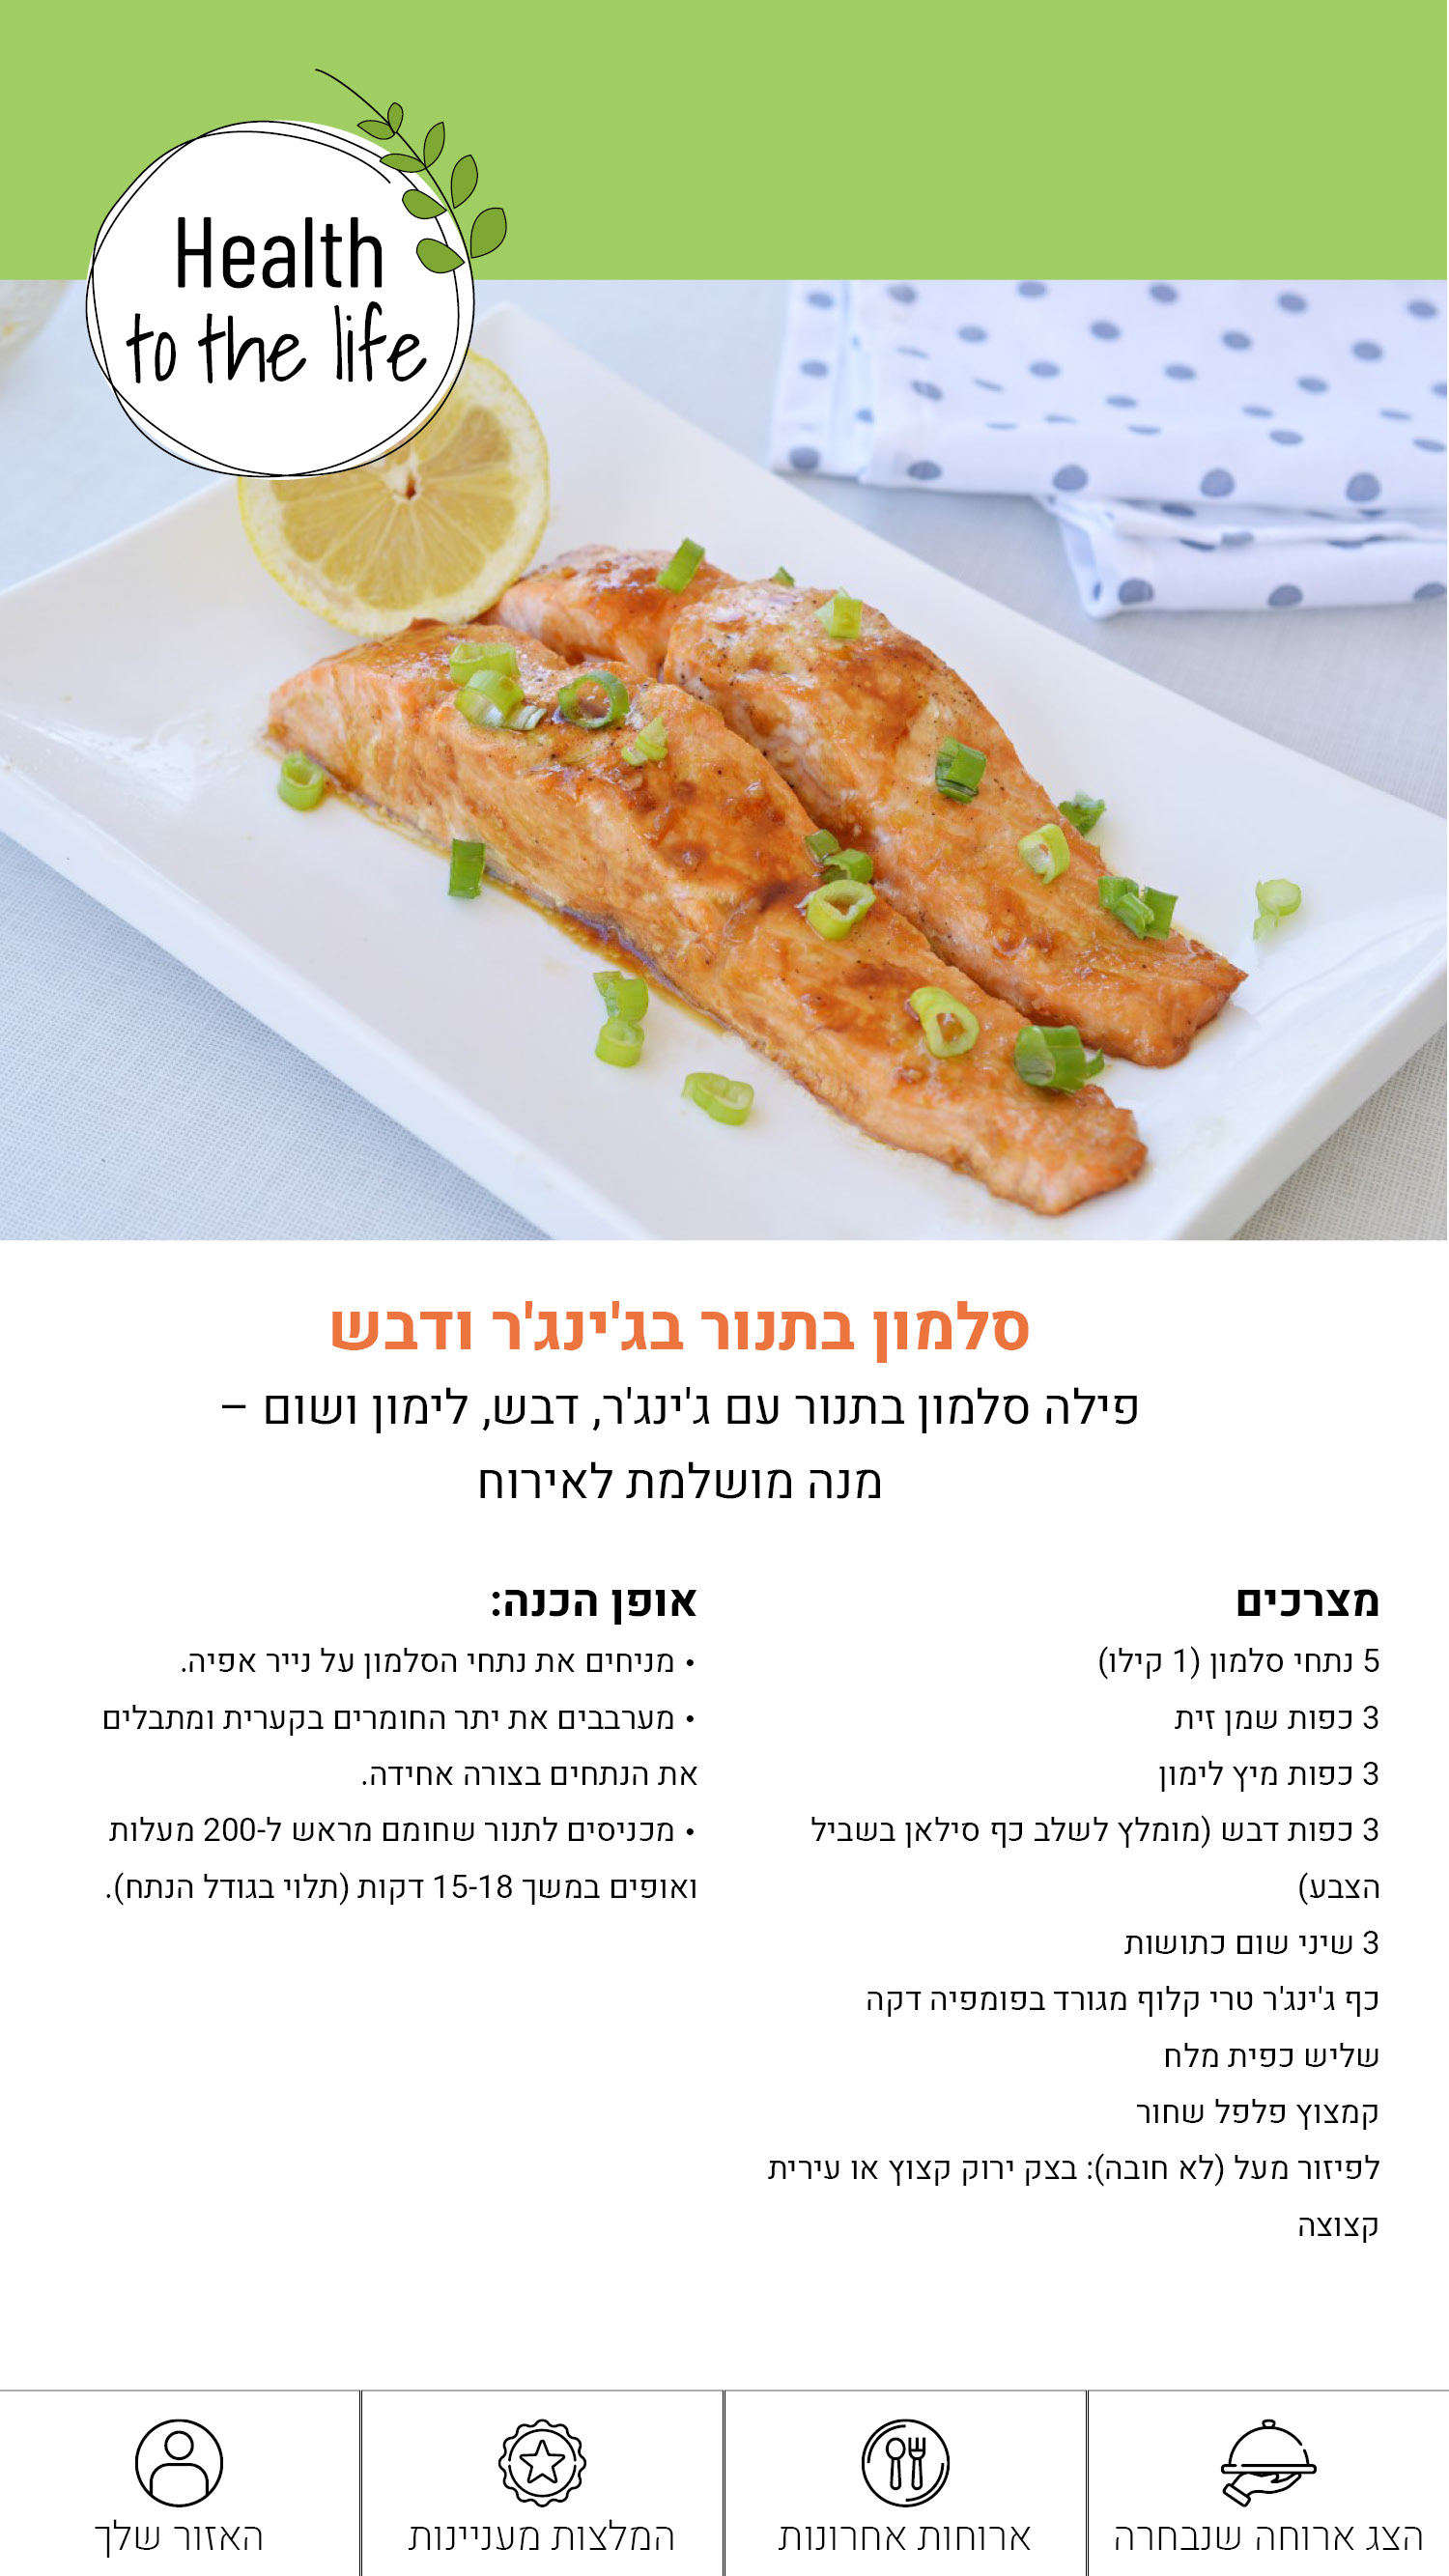 Health
to the life
סלמון בתנור בג'ינג'ר ודבש
פילה סלמון בתנור עם ג'ינג'ר, דבש, לימון ושום –
מנה מושלמת לאירוח
מצרכים
5 נתחי סלמון (1 קילו)
3 כפות שמן זית
3 כפות מיץ לימון
3 כפות דבש (מומלץ לשלב כף סילאן בשביל
הצבע)
3 שיני שום כתושות
כף ג'ינג'ר טרי קלוף מגורד בפומפיה דקה
שליש כפית מלח
קמצוץ פלפל שחור
לפיזור מעל (לא חובה): בצק ירוק קצוץ או עירית
קצוצה
אופן הכנה:
• מניחים את נתחי הסלמון על נייר אפיה.
• מערבבים את יתר החומרים בקערית ומתבלים
את הנתחים בצורה אחידה.
• מכניסים לתנור שחומם מראש ל-200 מעלות
ואופים במשך 15-18 דקות (תלוי בגודל הנתח).
הצג ארוחה שנבחרה
ארוחות אחרונות
המלצות מעניינות
האזור שלך